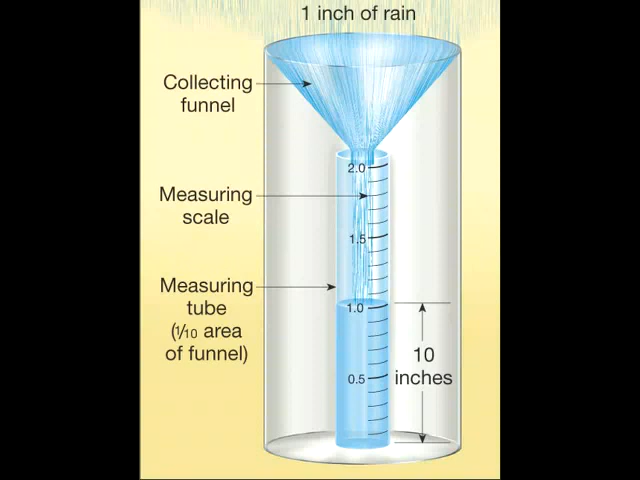 1 inch of rain
Collecting
funnel
2.0
Measuring
scale
1.5
Measuring
tube
(1/10 area
of funnel)
1.0
10
inches
0.5